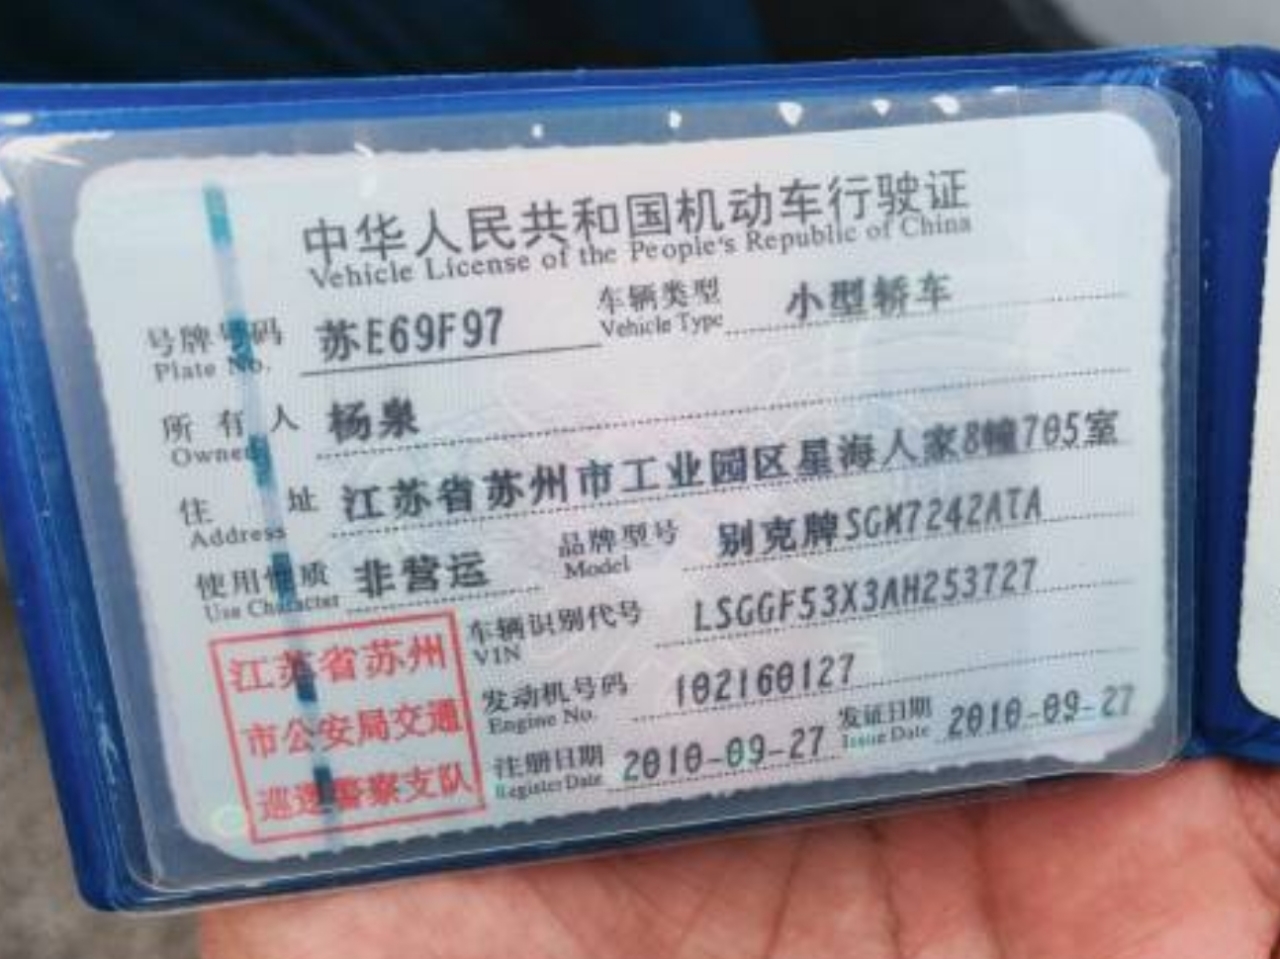 中华人民共和国机动车行驶证
Vehicle License of the People's Republic of China
号牌号码 苏E69F97 车辆类型 小型轿车
Plate No. Vehicle Type
所有人 杨泉
Owner
住址 江苏省苏州市工业园区星海人家8幢705室
Address
使用性质 非营运 品牌型号 别克牌SGM7242ATA
Use Character Model
车辆识别代号 LSGGF53X3AH253727
VIN
发动机号码 102160127
Engine No.
注册日期 2010-09-27 发证日期 2010-09-27
Register Date Issue Date
江苏省苏州
市公安局交通
巡逻警察支队